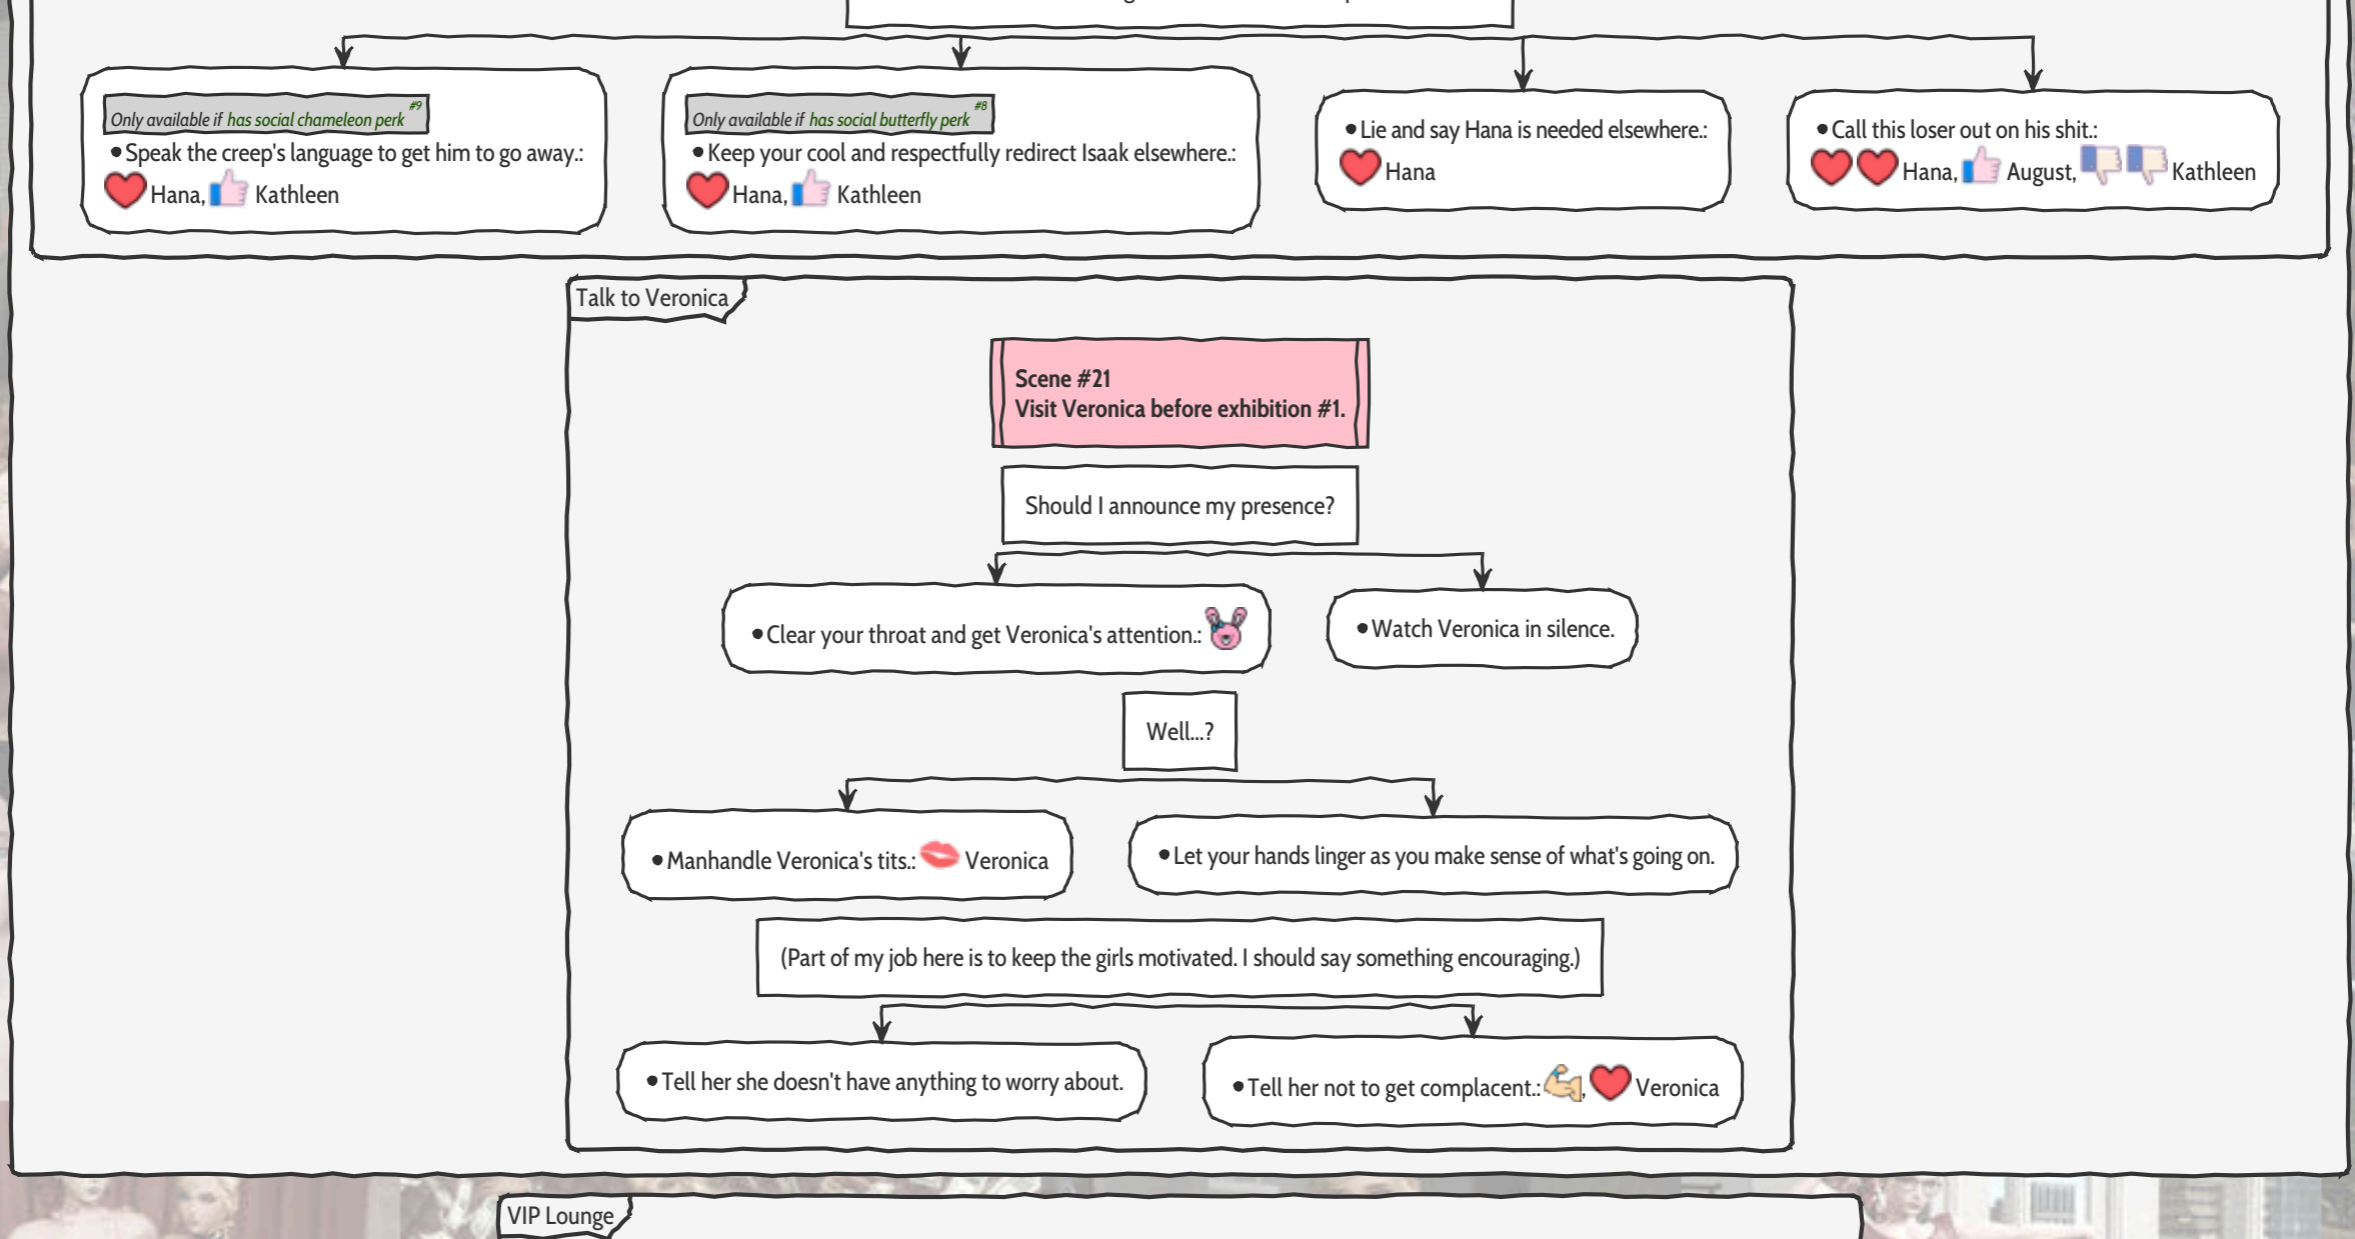 #9
Only available if has social chameleon perk
•Speak the creep's language to get him to go away.:
Hana, Kathleen
#8
Only available if has social butterfly perk
•Keep your cool and respectfully redirect Isaak elsewhere.:
Hana, Kathleen
•Lie and say Hana is needed elsewhere.:
Hana
•Call this loser out on his shit.:
Hana, August, Kathleen
Talk to Veronica
Scene #21
Visit Veronica before exhibition #1.
Should I announce my presence?
•Clear your throat and get Veronica's attention.:
•Watch Veronica in silence.
Well...?
•Manhandle Veronica's tits.: Veronica
•Let your hands linger as you make sense of what's going on.
(Part of my job here is to keep the girls motivated. I should say something encouraging.)
•Tell her she doesn't have anything to worry about.
•Tell her not to get complacent.: , Veronica
VIP Lounge